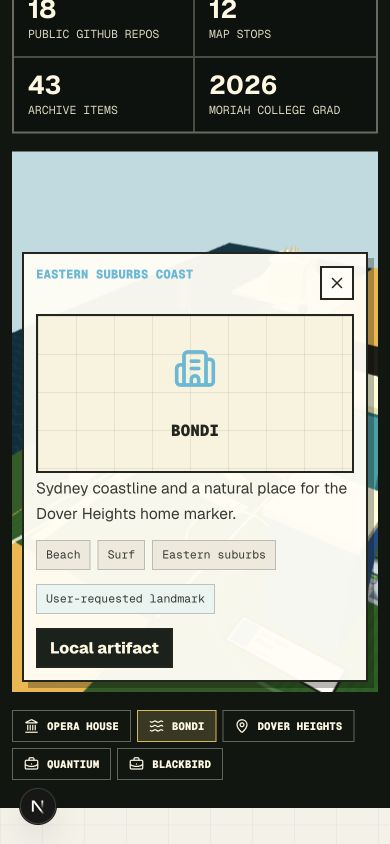 18
12
PUBLIC GITHUB REPOS
MAP STOPS
43
2026
ARCHIVE ITEMS
MORIAH COLLEGE GRAD
EASTERN SUBURBS COAST
BONDI
Sydney coastline and a natural place for the
Dover Heights home marker.
Beach
Surf
Eastern suburbs
User-requested landmark
Local artifact
OPERA HOUSE
BONDI
DOVER HEIGHTS
QUANTIUM
BLACKBIRD
N